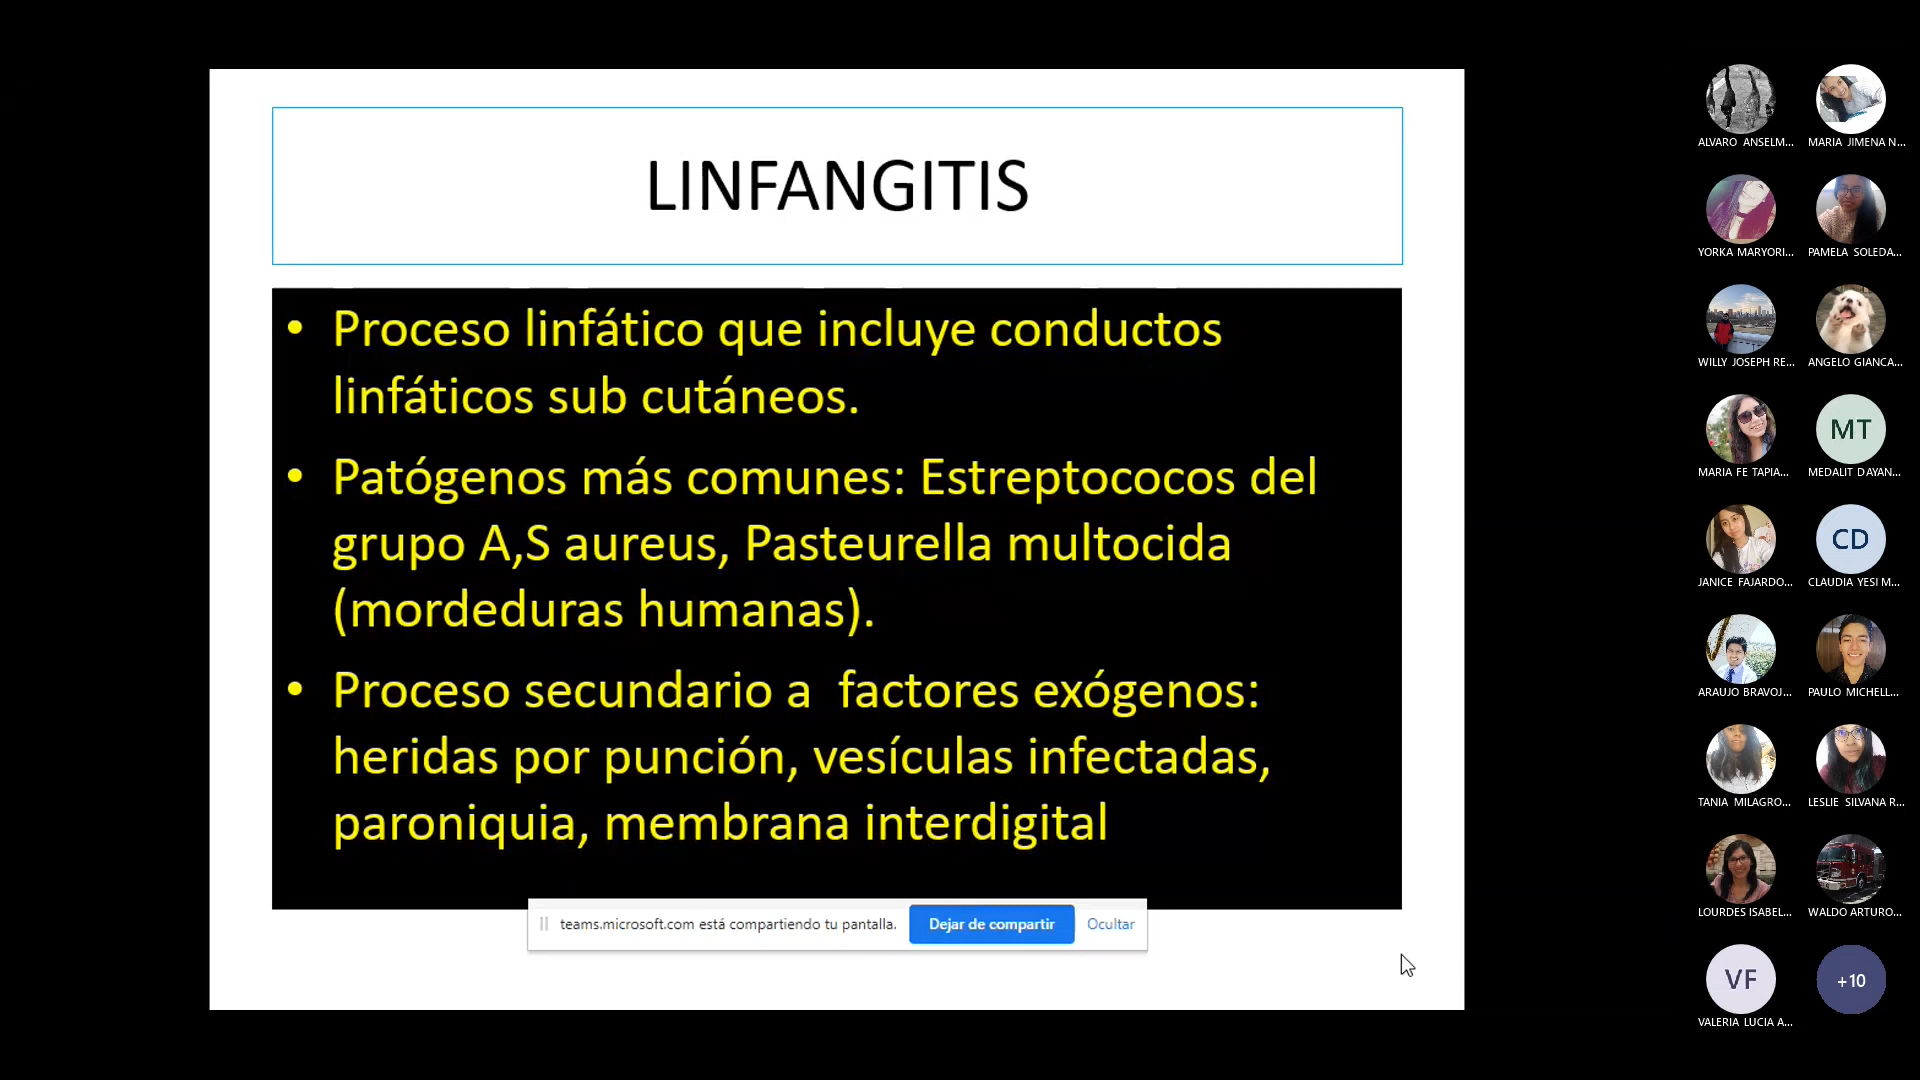 LINFANGITIS
• Proceso linfático que incluye conductos
linfáticos sub cutáneos.
• Patógenos más comunes: Estreptococos del
grupo A,S aureus, Pasteurella multocida
(mordeduras humanas).
• Proceso secundario a  factores exógenos:
heridas por punción, vesículas infectadas,
paroniquia, membrana interdigital
teams.microsoft.com está compartiendo tu pantalla. Dejar de compartir Ocultar
ALVARO ANSELM... MARIA JIMENA N...
YORKA MARYORI... PAMELA SOLEDA...
WILLY JOSEPH RE... ANGELO GIANCA...
MT
MARIA FE TAPIA... MEDALIT DAYAN...
CD
JANICE FAJARDO... CLAUDIA YESI M...
ARAUJO BRAVOJ... PAULO MICHELL...
TANIA MILAGRO... LESLIE SILVANA R...
LOURDES ISABEL... WALDO ARTURO...
VF +10
VALERIA LUCIA A...